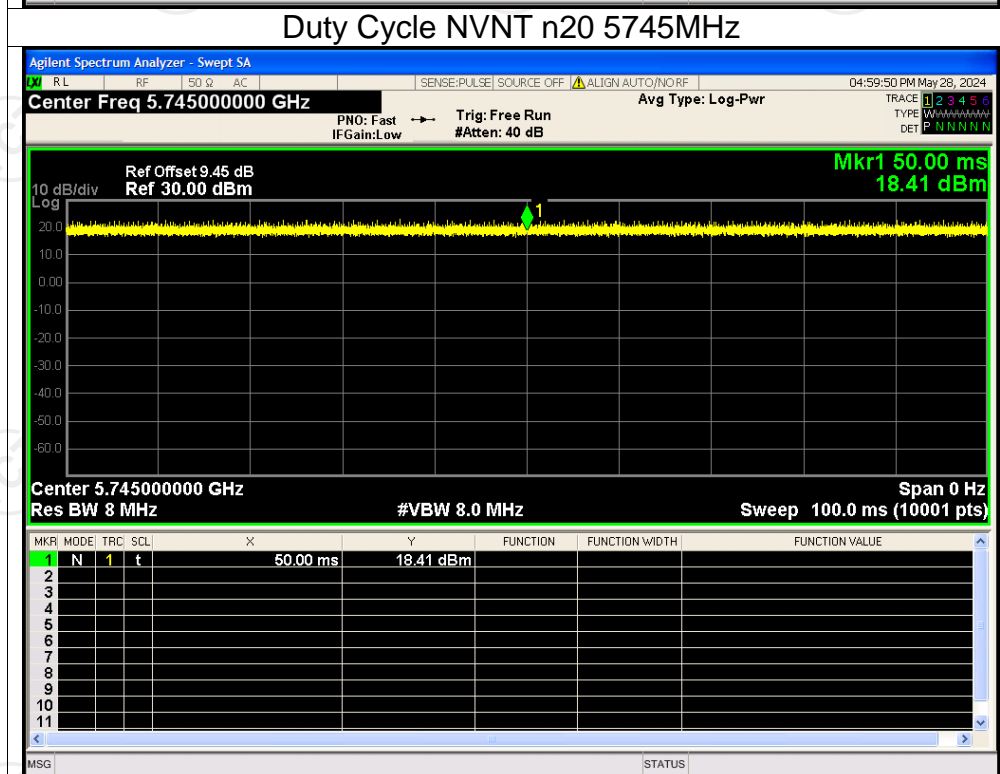 Duty Cycle NVNT n20 5745MHz
Agilent Spectrum Analyzer - Swept SA
LXI RL RF 50 Ω AC SENSE:PULSE SOURCE OFF ALIGN AUTO/NORF 04:59:50 PM May 28, 2024
Center Freq 5.745000000 GHz Avg Type: Log-Pwr TRACE 1 2 3 4 5 6
PNO: Fast Trig: Free Run TYPE WWWWWW
IFGain:Low #Atten: 40 dB DET P N N N N N
Mkr1 50.00 ms
Ref Offset 9.45 dB
10 dB/div Ref 30.00 dBm 18.41 dBm
Log
1
20.0
10.0
0.00
-10.0
-20.0
-30.0
-40.0
-50.0
-60.0
Center 5.745000000 GHz Span 0 Hz
Res BW 8 MHz #VBW 8.0 MHz Sweep 100.0 ms (10001 pts)
MKR MODE TRC SCL X Y FUNCTION FUNCTION WIDTH FUNCTION VALUE
1 N 1 t 50.00 ms 18.41 dBm
2
3
4
5
6
7
8
9
10
11
MSG STATUS